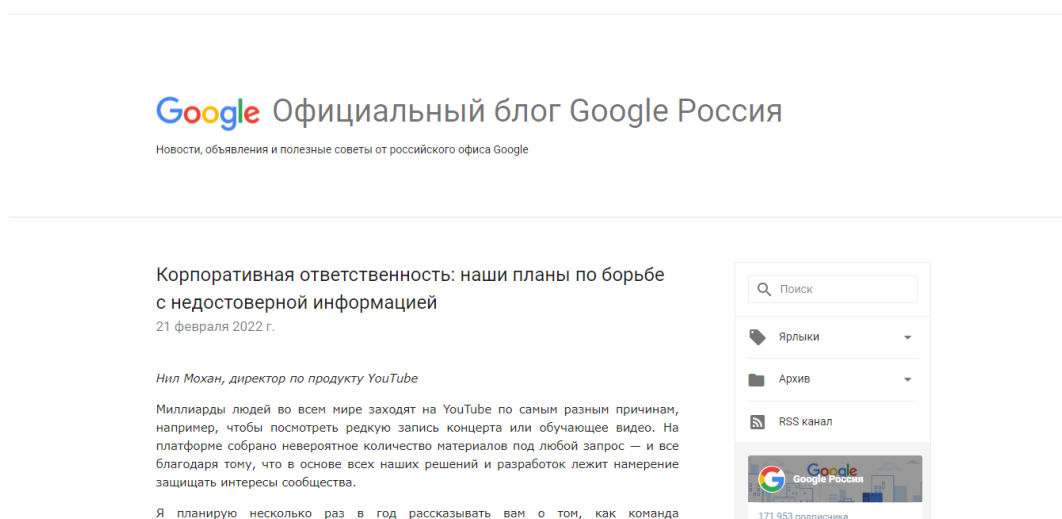 Google Официальный блог Google Россия
Новости, объявления и полезные советы от российского офиса Google
Корпоративная ответственность: наши планы по борьбе
с недостоверной информацией
21 февраля 2022 г.
Нил Мохан, директор по продукту YouTube
Миллиарды людей во всем мире заходят на YouTube по самым разным причинам,
например, чтобы посмотреть редкую запись концерта или обучающее видео. На
платформе собрано невероятное количество материалов под любой запрос — и все
благодаря тому, что в основе всех наших решений и разработок лежит намерение
защищать интересы сообщества.
Я планирую несколько раз в год рассказывать вам о том, как команда
Поиск
Ярлыки
Архив
RSS канал
Google
Google Россия
171 953 подписчика